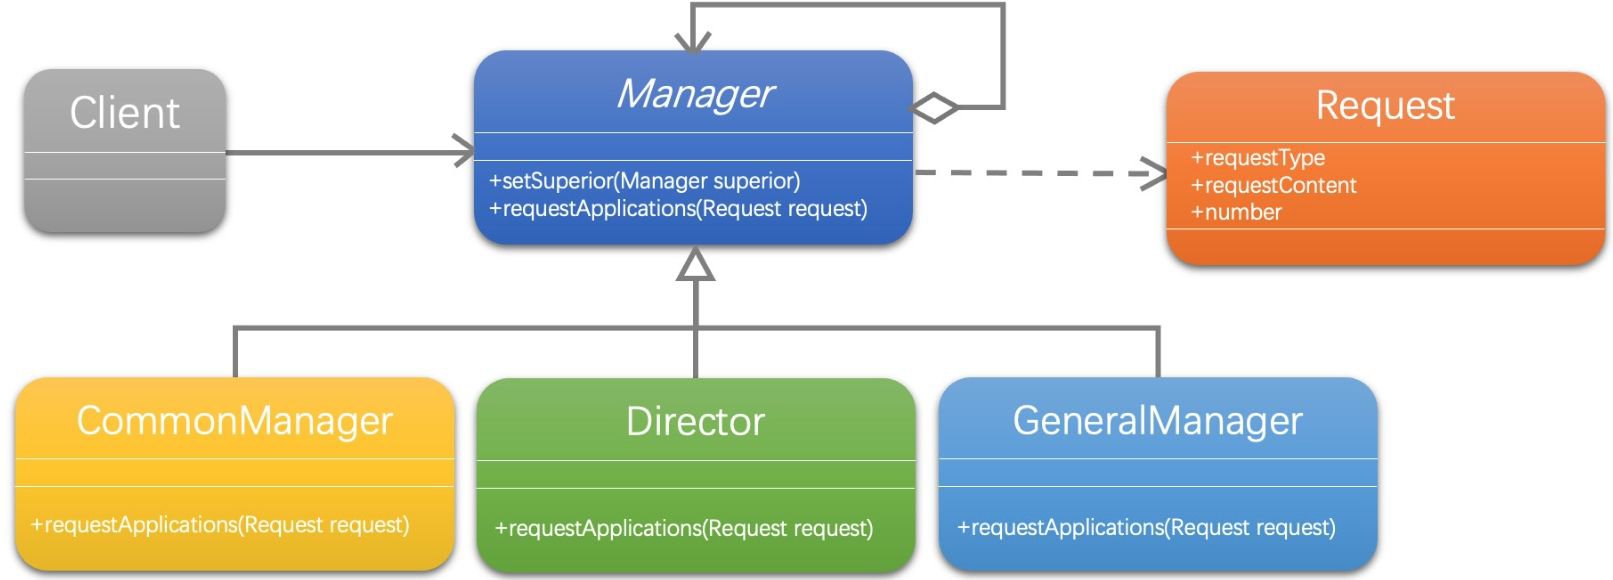 Client
Manager
+setSuperior(Manager superior)
+requestApplications(Request request)
Request
+requestType
+requestContent
+number
CommonManager
+requestApplications(Request request)
Director
+requestApplications(Request request)
GeneralManager
+requestApplications(Request request)